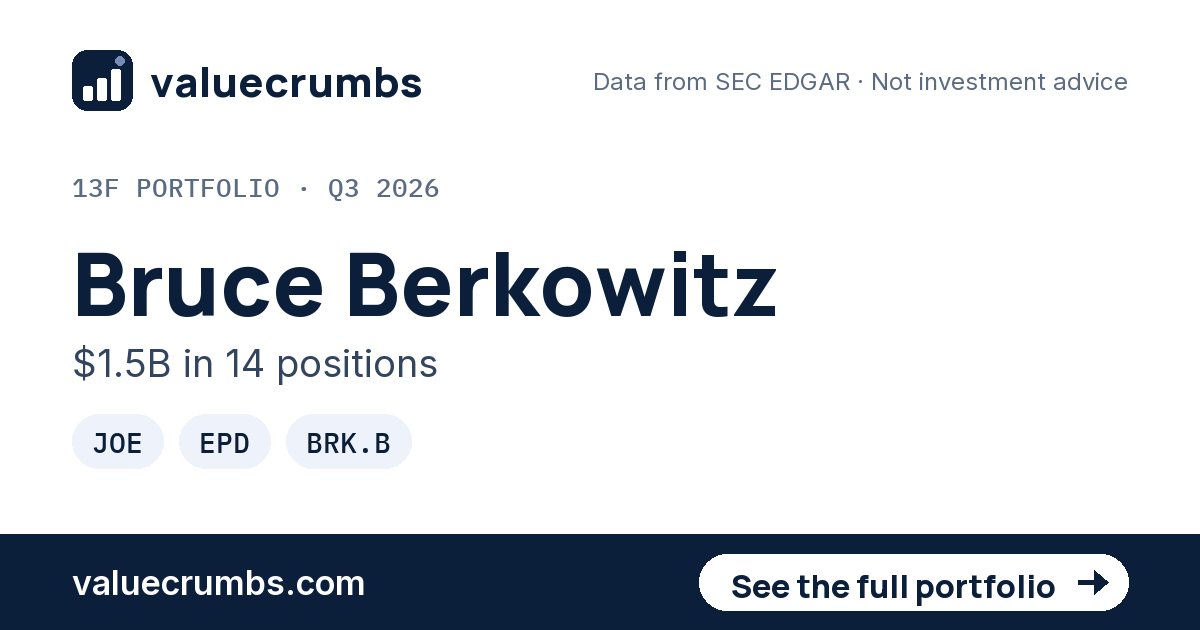 valuecrumbs
Data from SEC EDGAR · Not investment advice
13F PORTFOLIO · Q3 2026
Bruce Berkowitz
$1.5B in 14 positions
JOE EPD BRK.B
valuecrumbs.com
See the full portfolio →